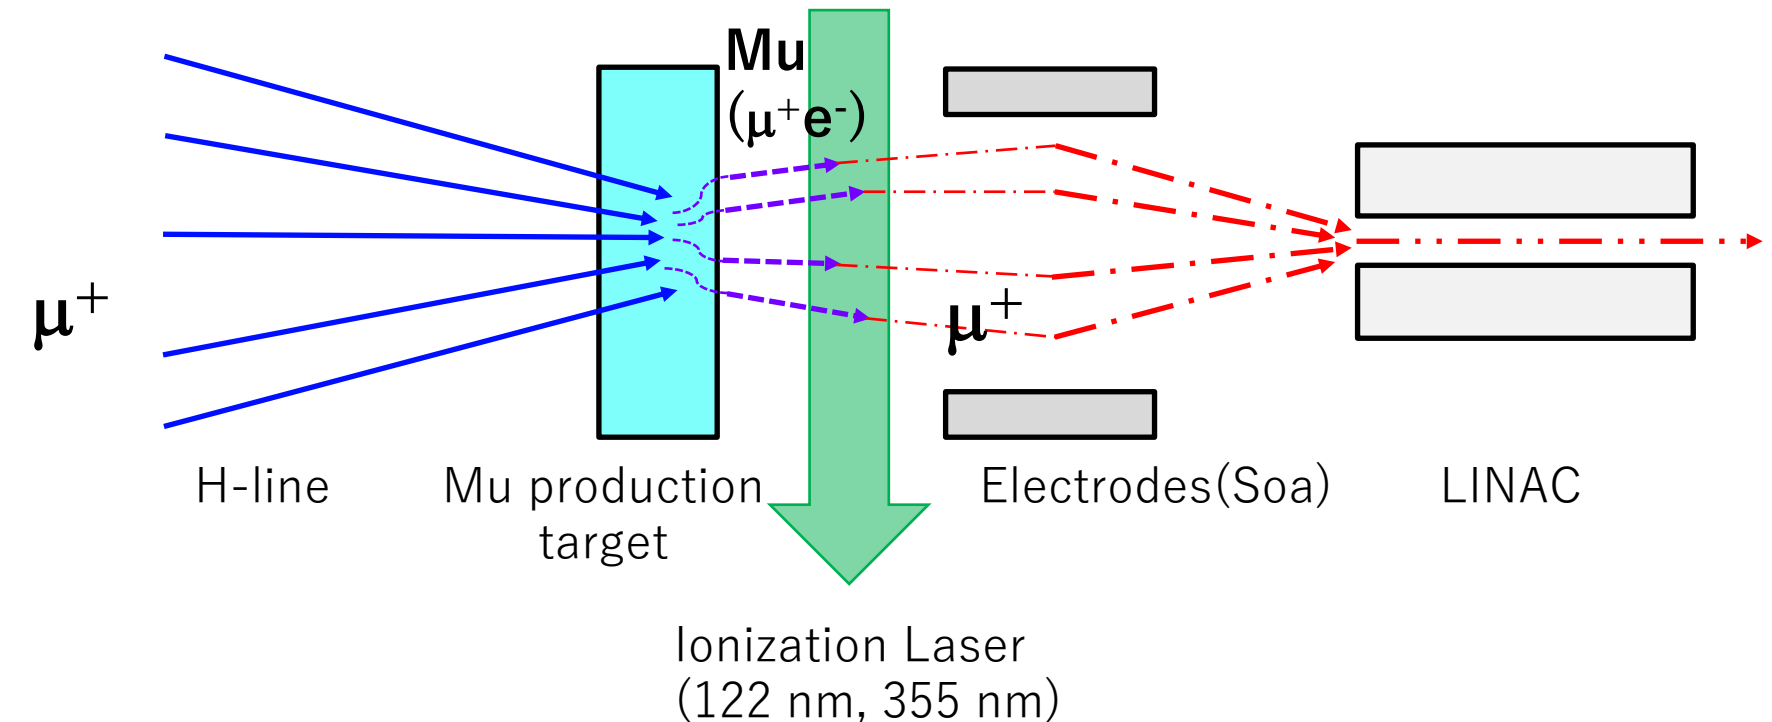 Mu
(μ⁺e⁻)
μ⁺
μ⁺
H-line
Mu production
target
Electrodes(Soa)
LINAC
Ionization Laser
(122 nm, 355 nm)